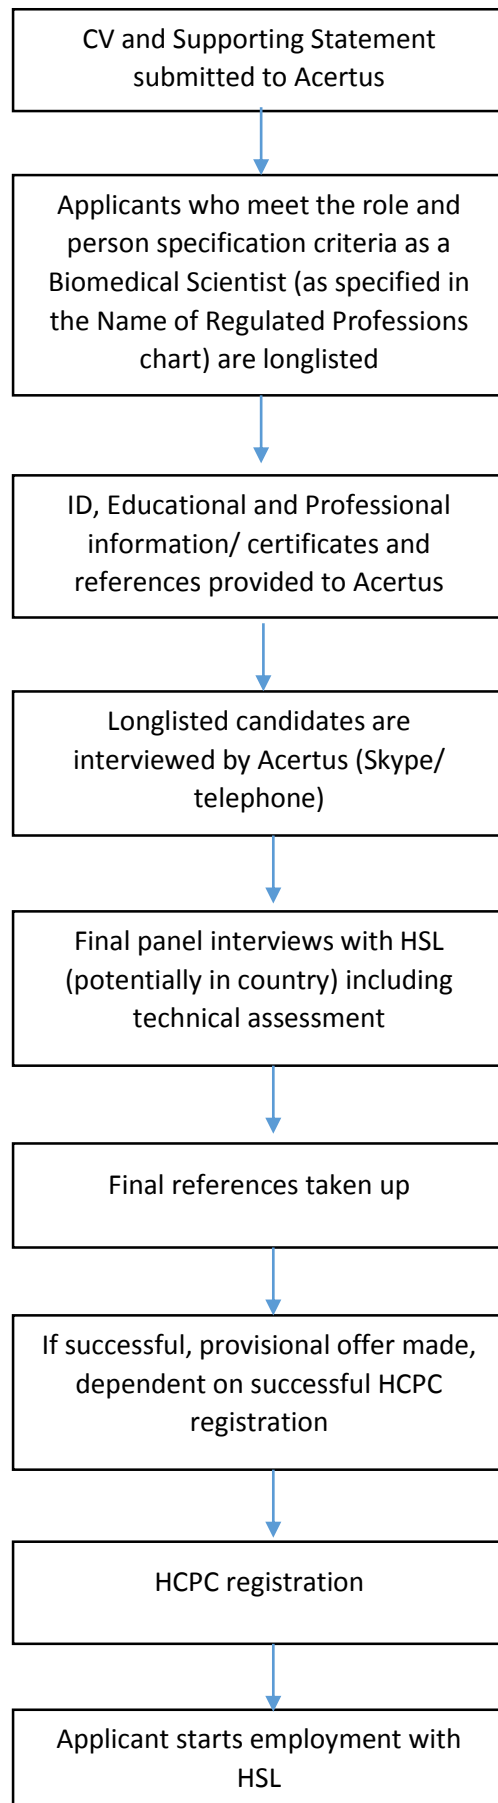 CV and Supporting Statement
submitted to Acertus
Applicants who meet the role and
person specification criteria as a
Biomedical Scientist (as specified in
the Name of Regulated Professions
chart) are longlisted
ID, Educational and Professional
information/ certificates and
references provided to Acertus
Longlisted candidates are
interviewed by Acertus (Skype/
telephone)
Final panel interviews with HSL
(potentially in country) including
technical assessment
Final references taken up
If successful, provisional offer made,
dependent on successful HCPC
registration
HCPC registration
Applicant starts employment with
HSL